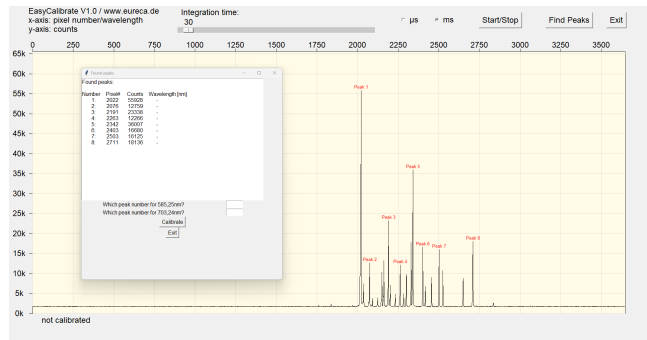 EasyCalibrate V1.0 / www.eureca.de
x-axis: pixel number/wavelength
y-axis: counts
Integration time:
30
µs
ms
Start/Stop
Find Peaks
Exit
0 250 500 750 1000 1250 1500 1750 2000 2250 2500 2750 3000 3250 3500
65k
60k
55k
50k
45k
40k
35k
30k
25k
20k
15k
10k
5k
0k
Found peaks
Found peaks:
Number Pixel# Counts Wavelength [nm]
1: 2022 55928 -
2: 2076 12759 -
3: 2191 23338 -
4: 2263 12266 -
5: 2342 36007 -
6: 2403 16680 -
7: 2503 16125 -
8: 2711 18136 -
Which peak number for 585,25nm?
Which peak number for 703,24nm?
Calibrate
Exit
Peak 1
Peak 5
Peak 3
Peak 8
Peak 6
Peak 7
Peak 2
Peak 4
not calibrated